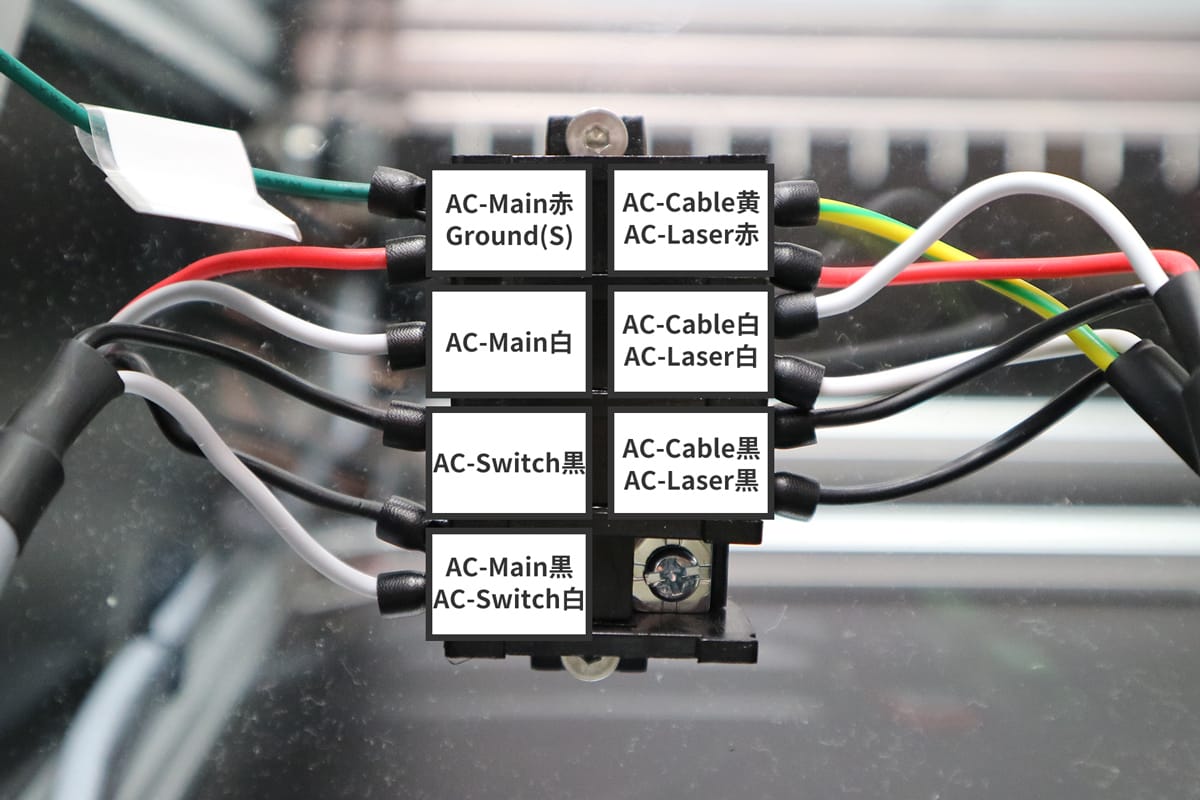 AC-Main赤
Ground(S)
AC-Cable黄
AC-Laser赤
AC-Main白
AC-Cable白
AC-Laser白
AC-Switch黒
AC-Cable黒
AC-Laser黒
AC-Main黒
AC-Switch白